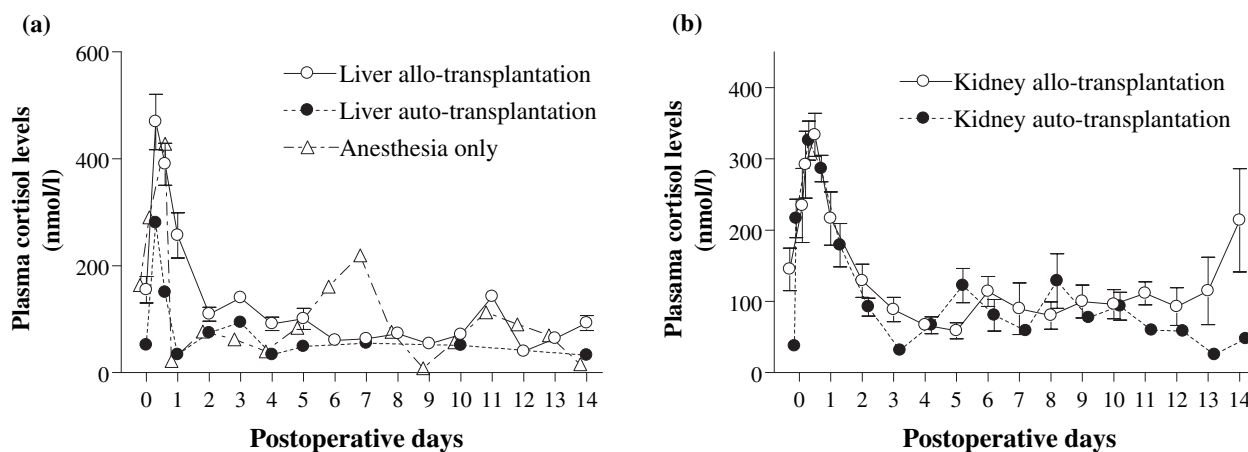 (a)
600
400
200
0
Plasma cortisol levels
(nmol/l)
Liver allo-transplantation
Liver auto-transplantation
Anesthesia only
0 1 2 3 4 5 6 7 8 9 10 11 12 13 14
Postoperative days
(b)
400
300
200
100
0
Plasama cortisol levels
(nmol/l)
Kidney allo-transplantation
Kidney auto-transplantation
0 1 2 3 4 5 6 7 8 9 10 11 12 13 14
Postoperative days